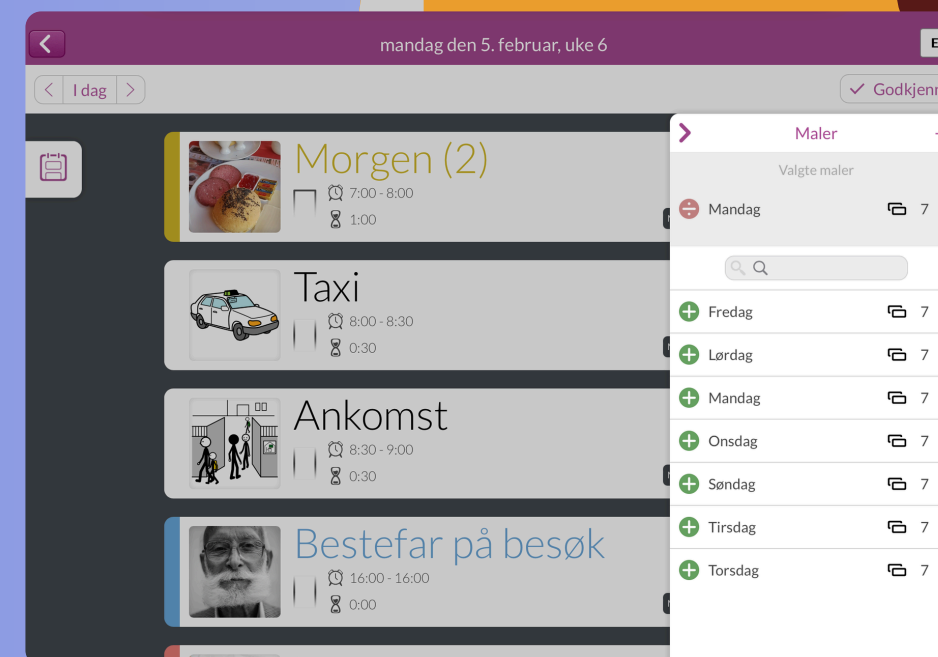 mandag den 5. februar, uke 6
I dag
Morgen (2)
7:00 - 8:00
1:00
Taxi
8:00 - 8:30
0:30
Ankomst
8:30 - 9:00
0:30
Bestefar på besøk
16:00 - 16:00
0:00
Maler
Valgte maler
Mandag 7
Fredag 7
Lørdag 7
Mandag 7
Onsdag 7
Søndag 7
Tirsdag 7
Torsdag 7